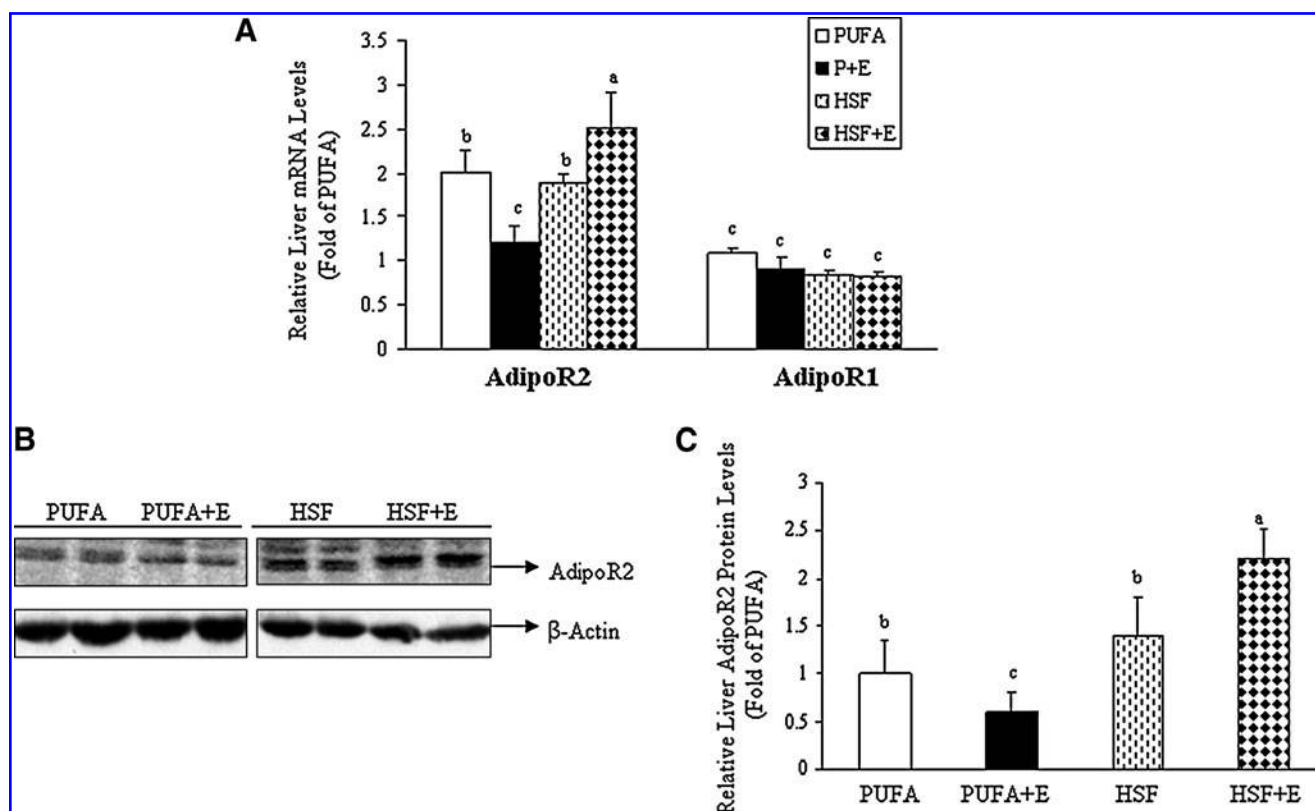 A
Relative Liver mRNA Levels
(Fold of PUFA)
3.5
3
2.5
2
1.5
1
0.5
0
b
c
b
a
c
c
c
c
AdipoR2
AdipoR1
PUFA
P+E
HSF
HSF+E
B
PUFA PUFA+E HSF HSF+E
AdipoR2
β-Actin
C
Relative Liver AdipoR2 Protein Levels
(Fold of PUFA)
3
2.5
2
1.5
1
0.5
0
b
c
b
a
PUFA PUFA+E HSF HSF+E